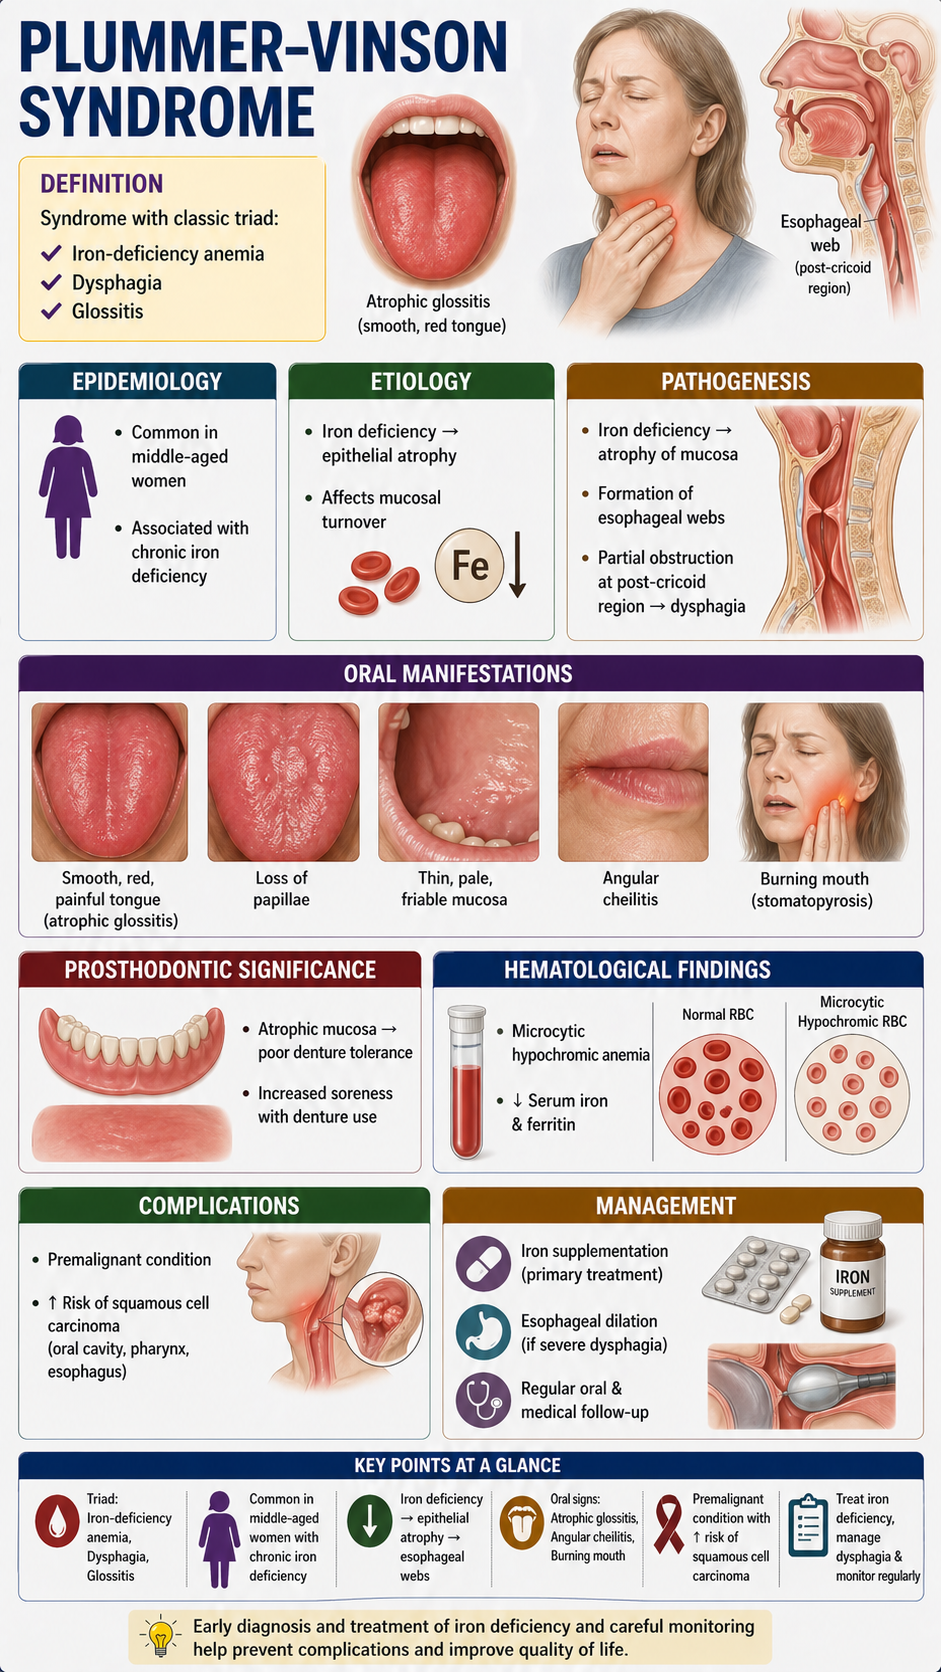 PLUMMER–VINSON
SYNDROME
DEFINITION
Syndrome with classic triad:
Iron-deficiency anemia
Dysphagia
Glossitis
Atrophic glossitis
(smooth, red tongue)
Esophageal
web
(post-cricoid
region)
EPIDEMIOLOGY
• Common in
middle-aged
women
• Associated with
chronic iron
deficiency
ETIOLOGY
• Iron deficiency →
epithelial atrophy
• Affects mucosal
turnover
Fe
PATHOGENESIS
• Iron deficiency →
atrophy of mucosa
• Formation of
esophageal webs
• Partial obstruction
at post-cricoid
region → dysphagia
ORAL MANIFESTATIONS
Smooth, red,
painful tongue
(atrophic glossitis)
Loss of
papillae
Thin, pale,
friable mucosa
Angular
cheilitis
Burning mouth
(stomatopyrosis)
PROSTHODONTIC SIGNIFICANCE
• Atrophic mucosa →
poor denture tolerance
• Increased soreness
with denture use
HEMATOLOGICAL FINDINGS
• Microcytic
hypochromic anemia
• ↓ Serum iron
& ferritin
Normal RBC
Microcytic
Hypochromic RBC
COMPLICATIONS
• Premalignant condition
• ↑ Risk of squamous cell
carcinoma
(oral cavity, pharynx,
esophagus)
MANAGEMENT
Iron supplementation
(primary treatment)
Esophageal dilation
(if severe dysphagia)
Regular oral &
medical follow-up
IRON
SUPPLEMENT
KEY POINTS AT A GLANCE
Triad:
Iron-deficiency
anemia,
Dysphagia,
Glossitis
Common in
middle-aged
women with
chronic iron
deficiency
Iron deficiency
→ epithelial
atrophy →
esophageal
webs
Oral signs:
Atrophic glossitis,
Angular cheilitis,
Burning mouth
Premalignant
condition with
↑ risk of
squamous cell
carcinoma
Treat iron
deficiency,
manage
dysphagia &
monitor regularly
Early diagnosis and treatment of iron deficiency and careful monitoring
help prevent complications and improve quality of life.